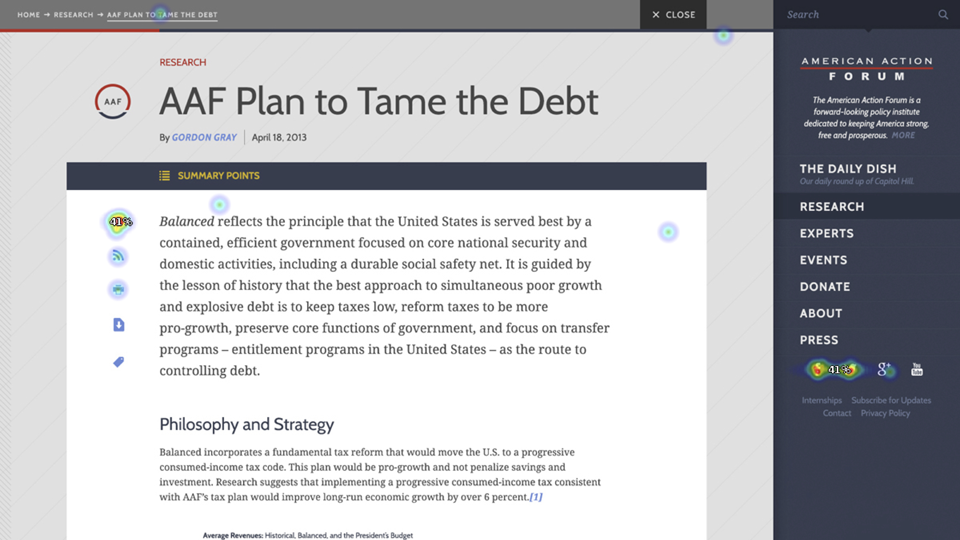 HOME → RESEARCH → AAF PLAN TO TAME THE DEBT
✕ CLOSE
Search
RESEARCH
AAF
AAF Plan to Tame the Debt
By GORDON GRAY | April 18, 2013
SUMMARY POINTS
41%
Balanced reflects the principle that the United States is served best by a
contained, efficient government focused on core national security and
domestic activities, including a durable social safety net. It is guided by
the lesson of history that the best approach to simultaneous poor growth
and explosive debt is to keep taxes low, reform taxes to be more
pro-growth, preserve core functions of government, and focus on transfer
programs – entitlement programs in the United States – as the route to
controlling debt.
Philosophy and Strategy
Balanced incorporates a fundamental tax reform that would move the U.S. to a progressive
consumed-income tax code. This plan would be pro-growth and not penalize savings and
investment. Research suggests that implementing a progressive consumed-income tax consistent
with AAF's tax plan would improve long-run economic growth by over 6 percent.[1]
Average Revenues: Historical, Balanced, and the President's Budget
AMERICAN ACTION
FORUM
The American Action Forum is a
forward-looking policy institute
dedicated to keeping America strong,
free and prosperous. MORE
THE DAILY DISH
Our daily round up of Capitol Hill.
RESEARCH
EXPERTS
EVENTS
DONATE
ABOUT
PRESS
41%
g+
You Tube
Internships Subscribe for Updates
Contact Privacy Policy